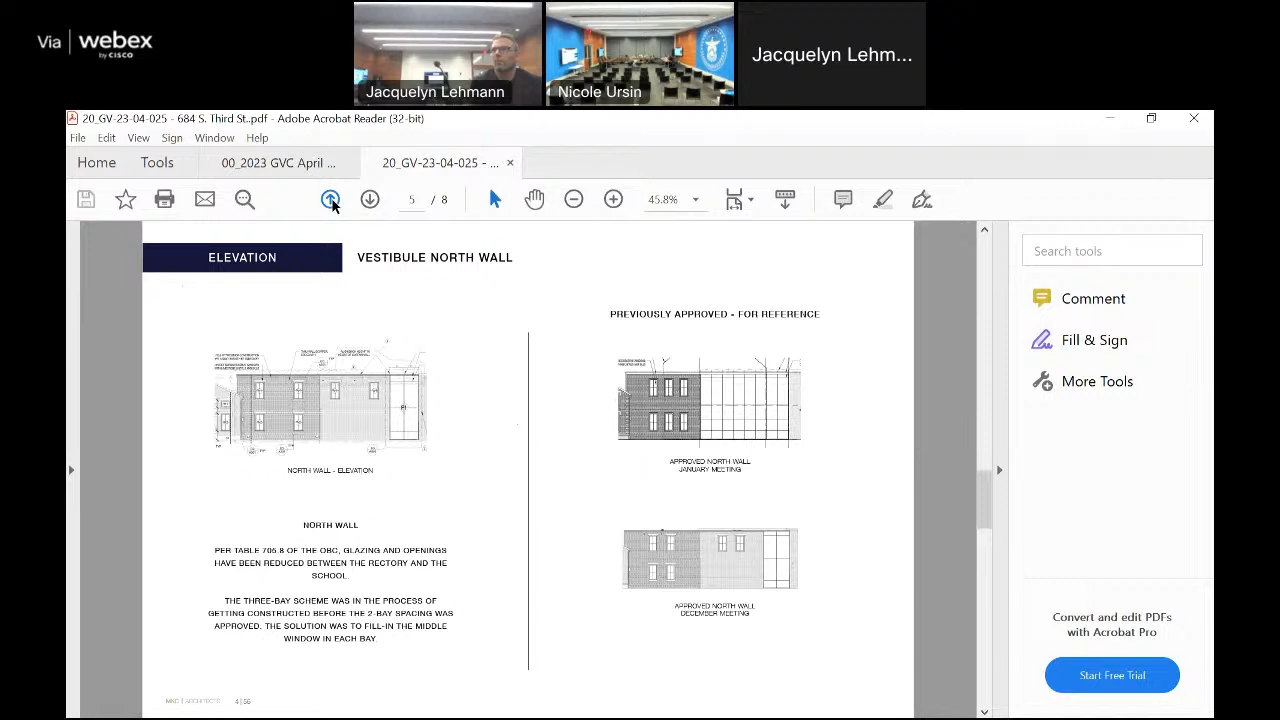 Via | webex
by CISCO
Jacquelyn Lehmann
Nicole Ursin
Jacquelyn Lehm...
20_GV-23-04-025 - 684 S. Third St..pdf - Adobe Acrobat Reader (32-bit)
File Edit View Sign Window Help
Home Tools 00_2023 GVC April ... 20_GV-23-04-025 - ... ×
5 / 8 45.8%
ELEVATION VESTIBULE NORTH WALL
Search tools
Comment
Fill & Sign
More Tools
PREVIOUSLY APPROVED - FOR REFERENCE
NORTH WALL - ELEVATION
APPROVED NORTH WALL
JANUARY MEETING
NORTH WALL
PER TABLE 705.8 OF THE OBC, GLAZING AND OPENINGS
HAVE BEEN REDUCED BETWEEN THE RECTORY AND THE
SCHOOL.
THE THREE-BAY SCHEME WAS IN THE PROCESS OF
GETTING CONSTRUCTED BEFORE THE 2-BAY SPACING WAS
APPROVED. THE SOLUTION WAS TO FILL-IN THE MIDDLE
WINDOW IN EACH BAY.
APPROVED NORTH WALL
DECEMBER MEETING
Convert and edit PDFs
with Acrobat Pro
Start Free Trial
4 | 56